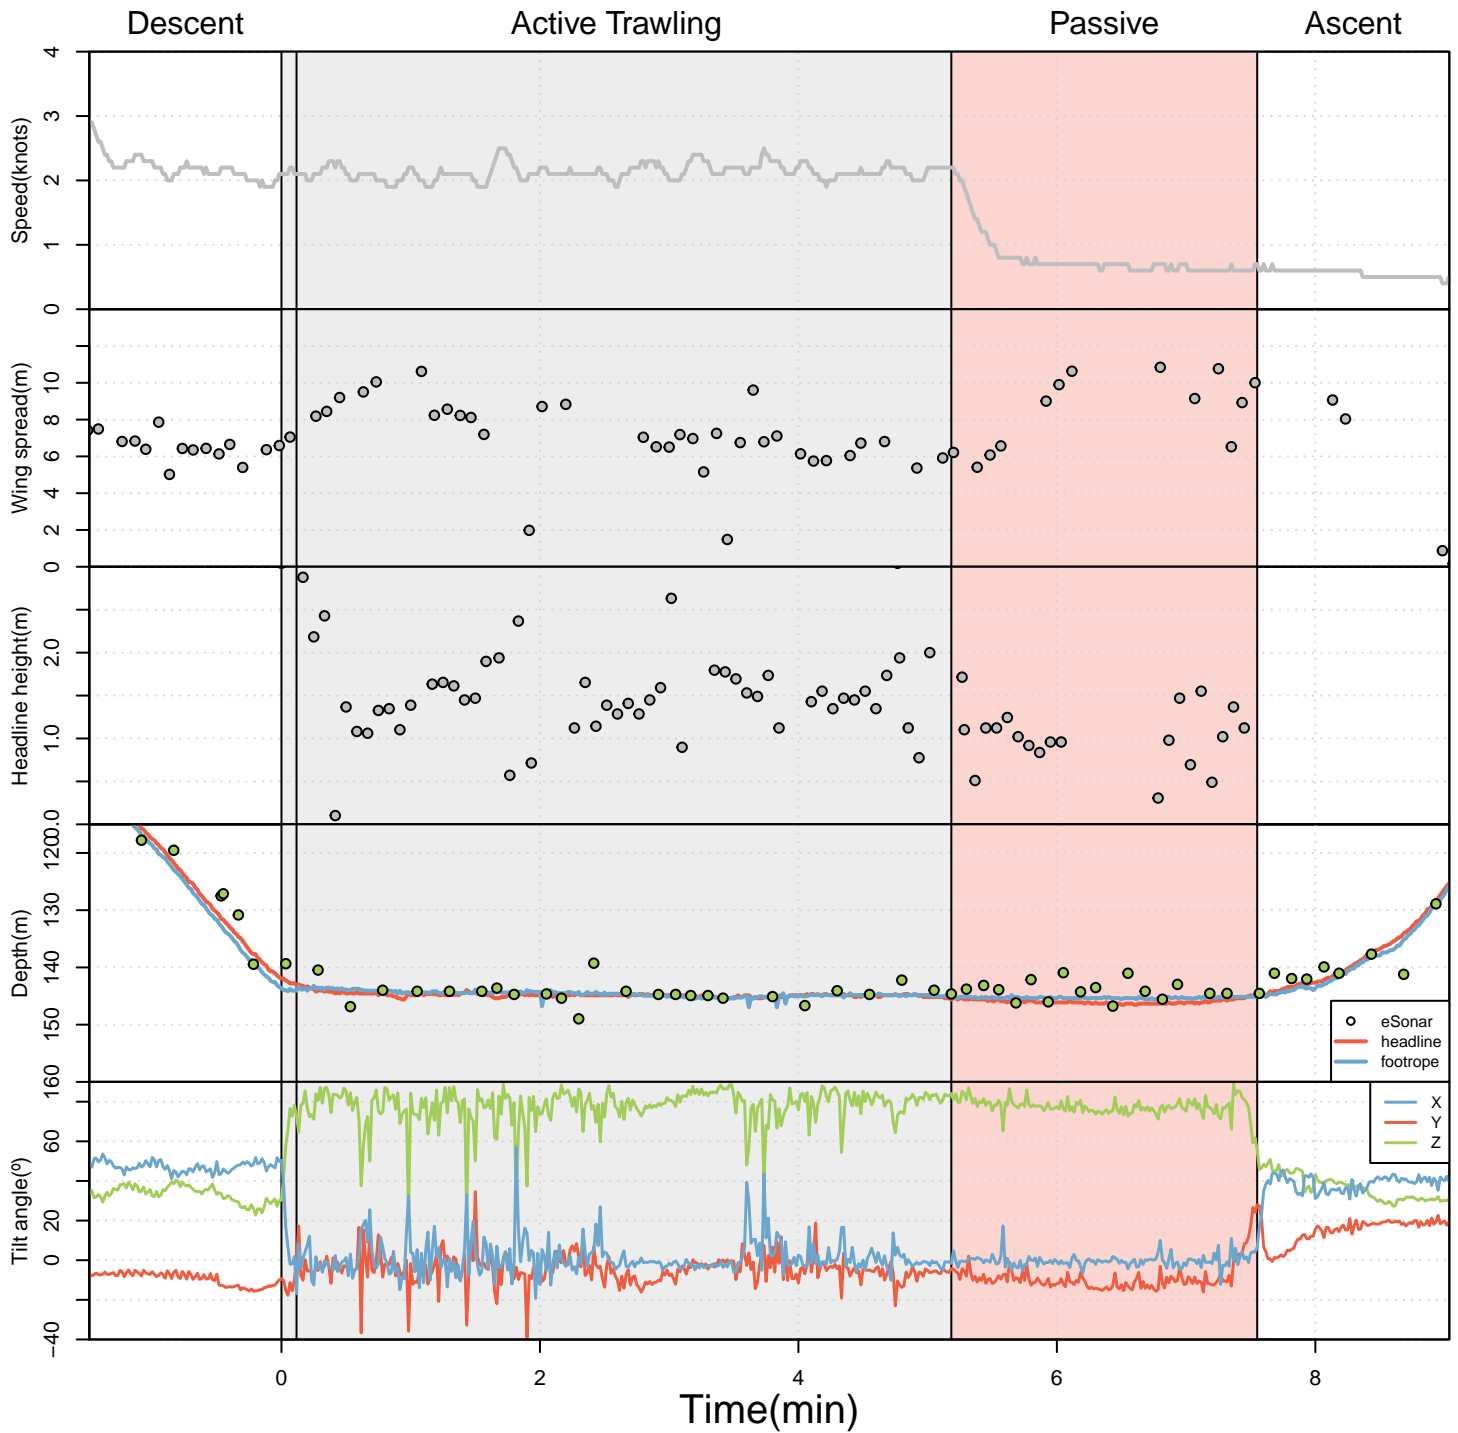 Descent Active Trawling Passive Ascent
Speed(knots)
4
3
2
1
0
Wing spread(m)
10
8
6
4
2
0
Headline height(m)
2.0
1.0
0.0
Depth(m)
120
130
140
150
160
eSonar
headline
footrope
Tilt angle(º)
60
20
0
−40
X
Y
Z
0 2 4 6 8
Time(min)